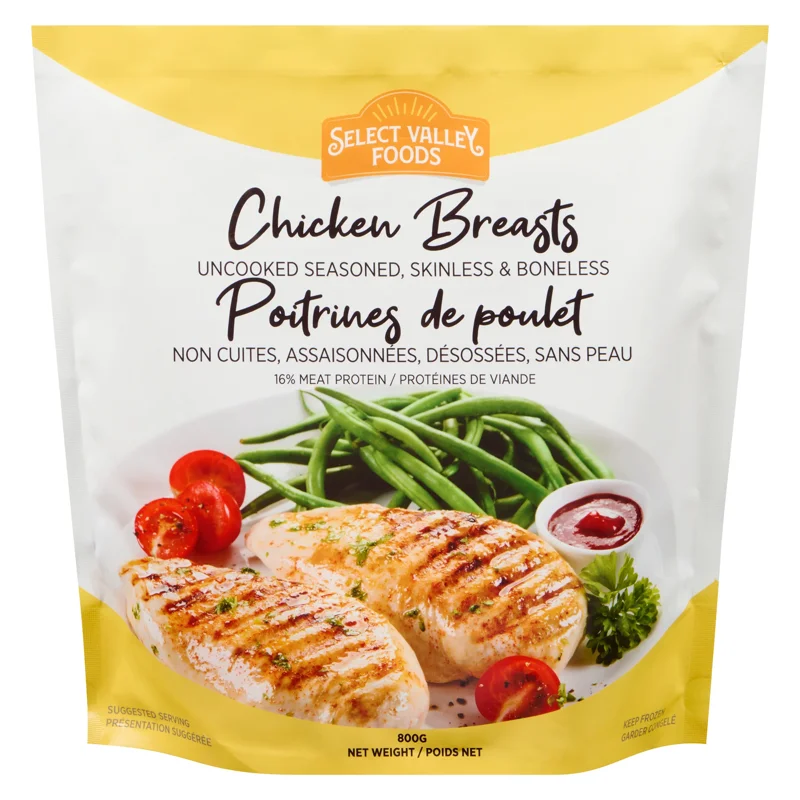 SELECT VALLEY
FOODS
Chicken Breasts
UNCOOKED SEASONED, SKINLESS & BONELESS
Poitrines de poulet
NON CUITES, ASSAISONNÉES, DÉSOSSÉES, SANS PEAU
16% MEAT PROTEIN / PROTÉINES DE VIANDE
SUGGESTED SERVING
PRÉSENTATION SUGGÉRÉE
800G
NET WEIGHT / POIDS NET
KEEP FROZEN
GARDER CONGELÉ